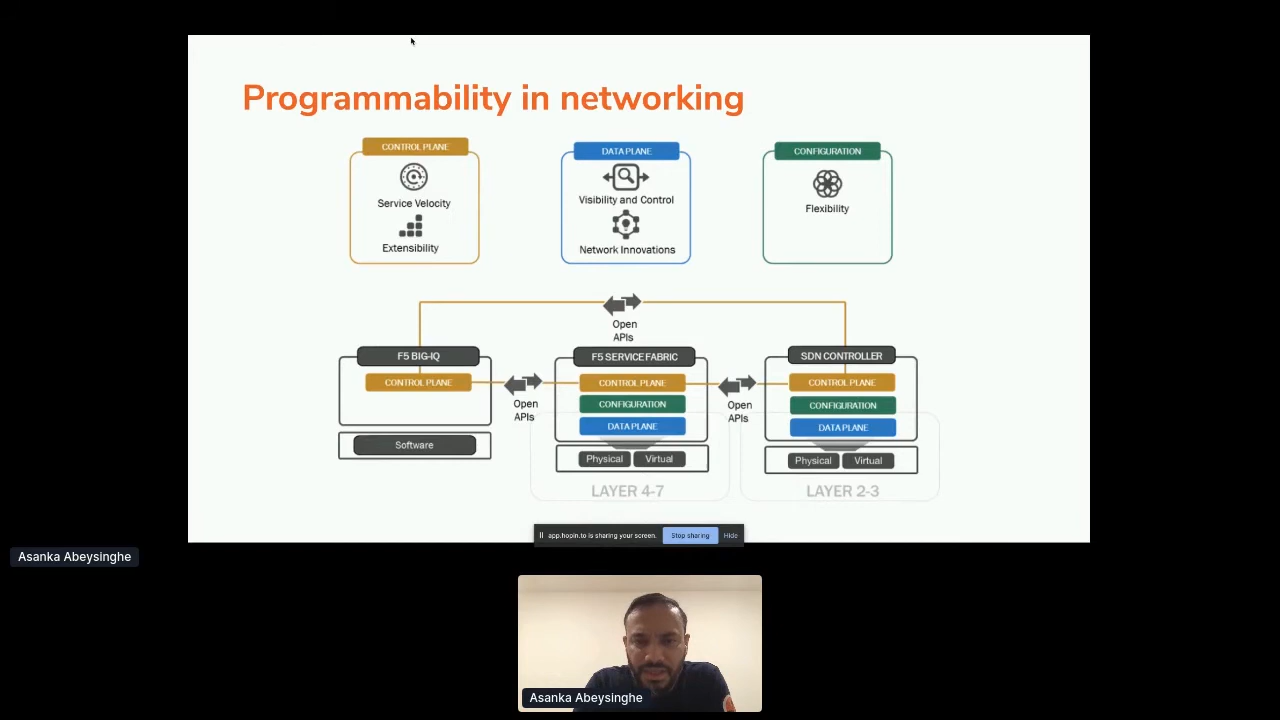 Programmability in networking
CONTROL PLANE
Service Velocity
Extensibility
DATA PLANE
Visibility and Control
Network Innovations
CONFIGURATION
Flexibility
Open
APIs
F5 BIG-IQ
CONTROL PLANE
Software
Open
APIs
F5 SERVICE FABRIC
CONTROL PLANE
CONFIGURATION
DATA PLANE
Physical
Virtual
LAYER 4-7
Open
APIs
SDN CONTROLLER
CONTROL PLANE
CONFIGURATION
DATA PLANE
Physical
Virtual
LAYER 2-3
app.hopin.to is sharing your screen.
Stop sharing
Hide
Asanka Abeysinghe
Asanka Abeysinghe